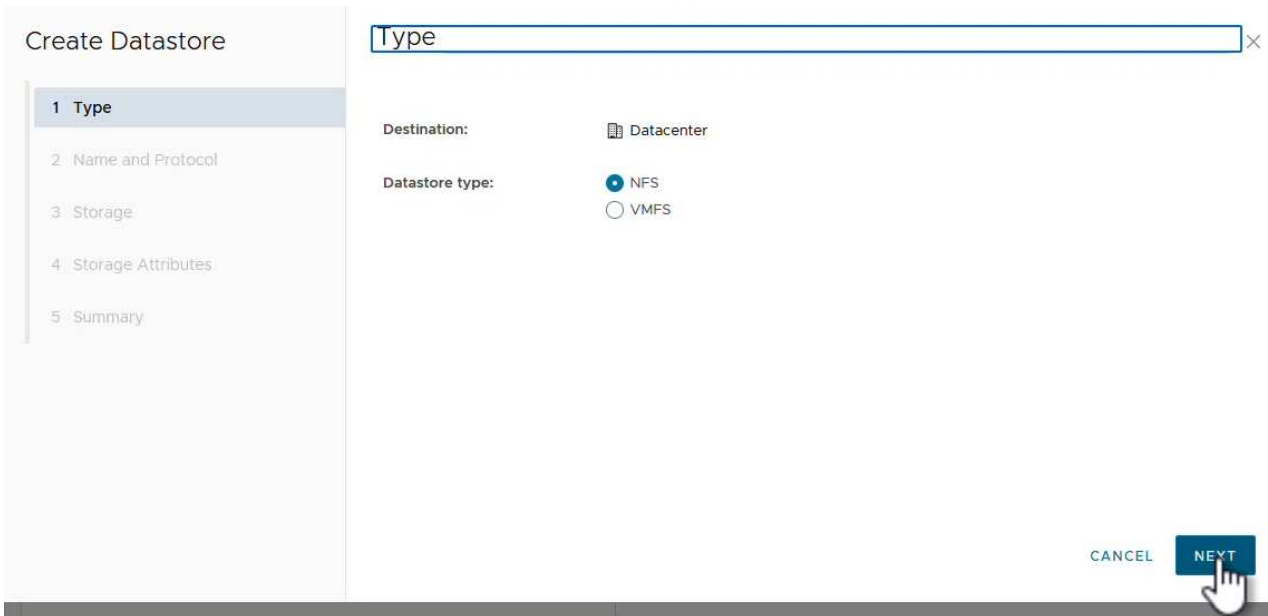 Create Datastore
1 Type
2 Name and Protocol
3 Storage
4 Storage Attributes
5 Summary
Type
Destination: Datacenter
Datastore type: NFS
VMFS
CANCEL NEXT